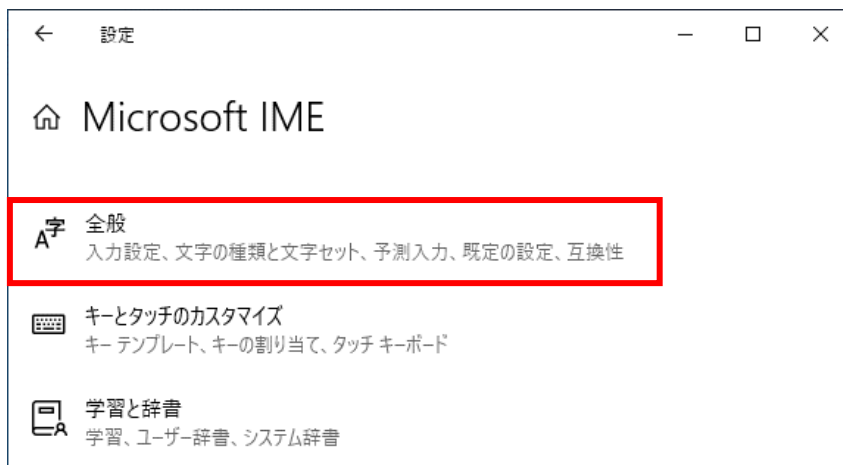 設定
Microsoft IME
A字 全般
入力設定、文字の種類と文字セット、予測入力、既定の設定、互換性
キーとタッチのカスタマイズ
キー テンプレート、キーの割り当て、タッチ キーボード
学習と辞書
学習、ユーザー辞書、システム辞書